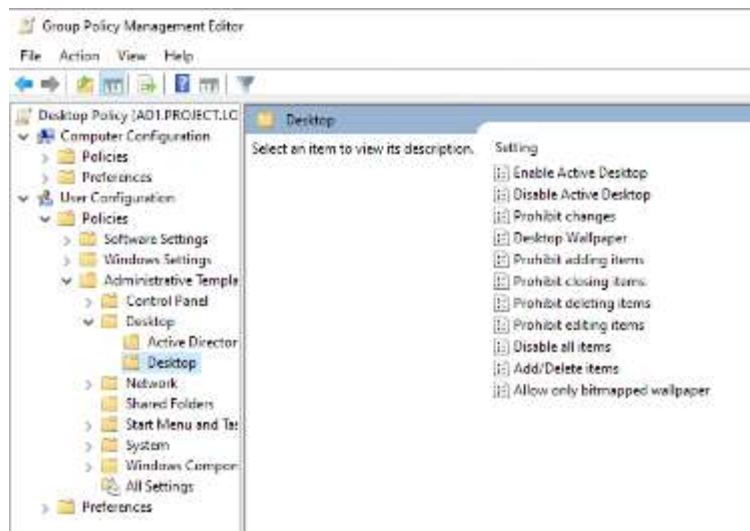 Group Policy Management Editor
File Action View Help
Desktop Policy [AD1.PROJECT.LC
Computer Configuration
Policies
Preferences
User Configuration
Policies
Software Settings
Windows Settings
Administrative Templa
Control Panel
Desktop
Active Director
Desktop
Network
Shared Folders
Start Menu and Tas
System
Windows Compon
All Settings
Preferences
Desktop
Select an item to view its description.
Setting
Enable Active Desktop
Disable Active Desktop
Prohibit changes
Desktop Wallpaper
Prohibit adding items
Prohibit closing items
Prohibit deleting items
Prohibit editing items
Disable all items
Add/Delete items
Allow only bitmapped wallpaper